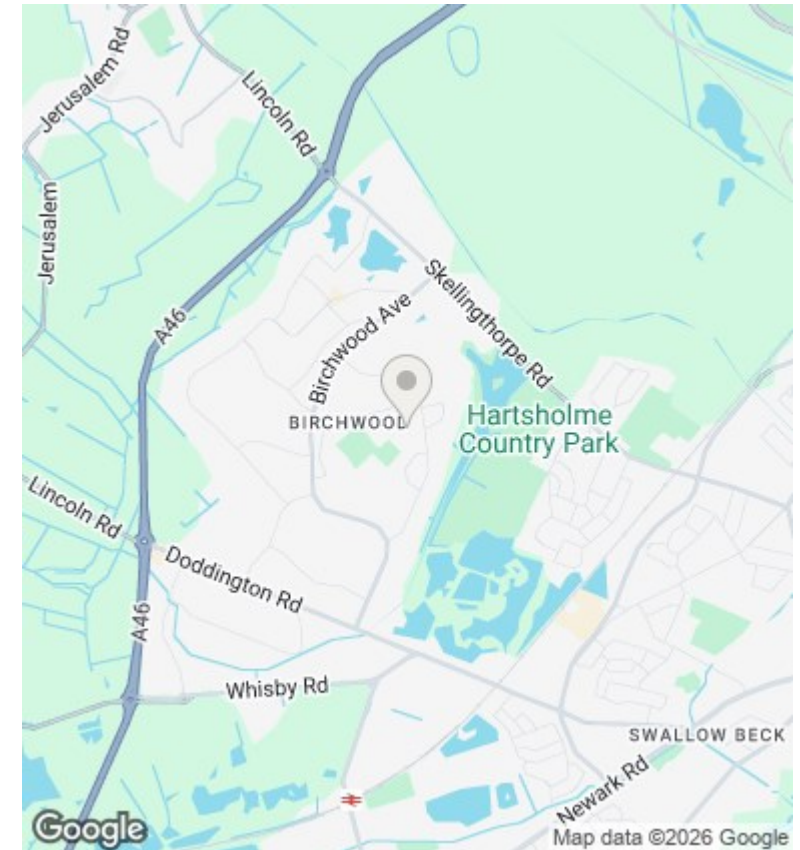 Jerusalem Rd
Lincoln Rd
Jerusalem
A46
Skellingthorpe Rd
Birchwood Ave
BIRCHWOOD
Hartsholme
Country Park
Lincoln Rd
Doddington Rd
A46
Whisby Rd
SWALLOW BECK
Newark Rd
Google
Map data ©2026 Google